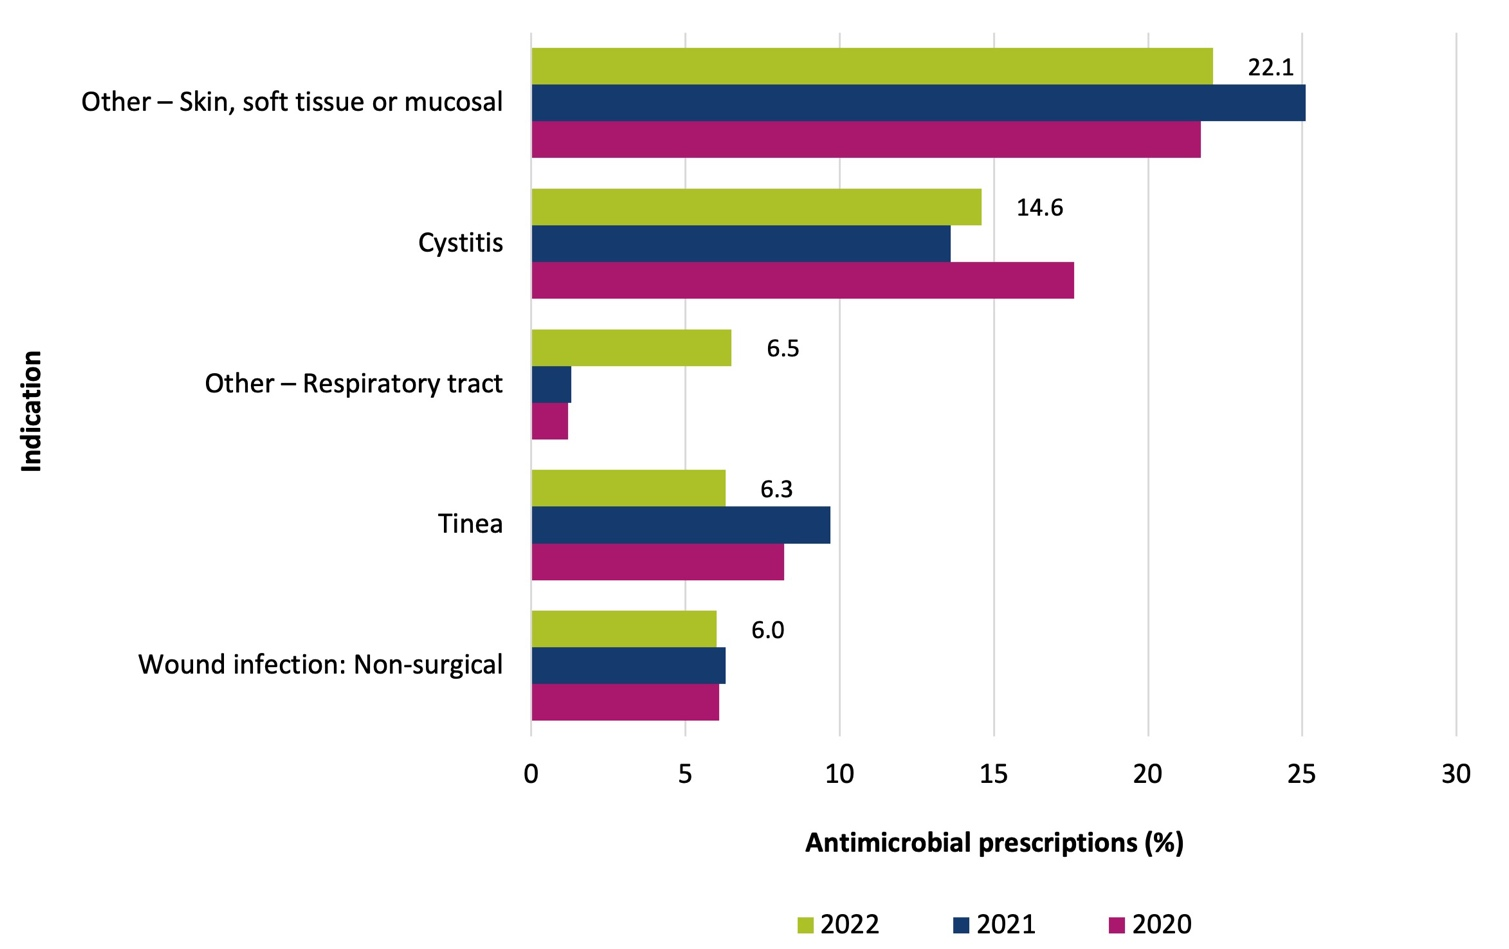 Other – Skin, soft tissue or mucosal
22.1
Cystitis
14.6
Other – Respiratory tract
6.5
Tinea
6.3
Wound infection: Non-surgical
6.0
Indication
0 5 10 15 20 25 30
Antimicrobial prescriptions (%)
2022 2021 2020